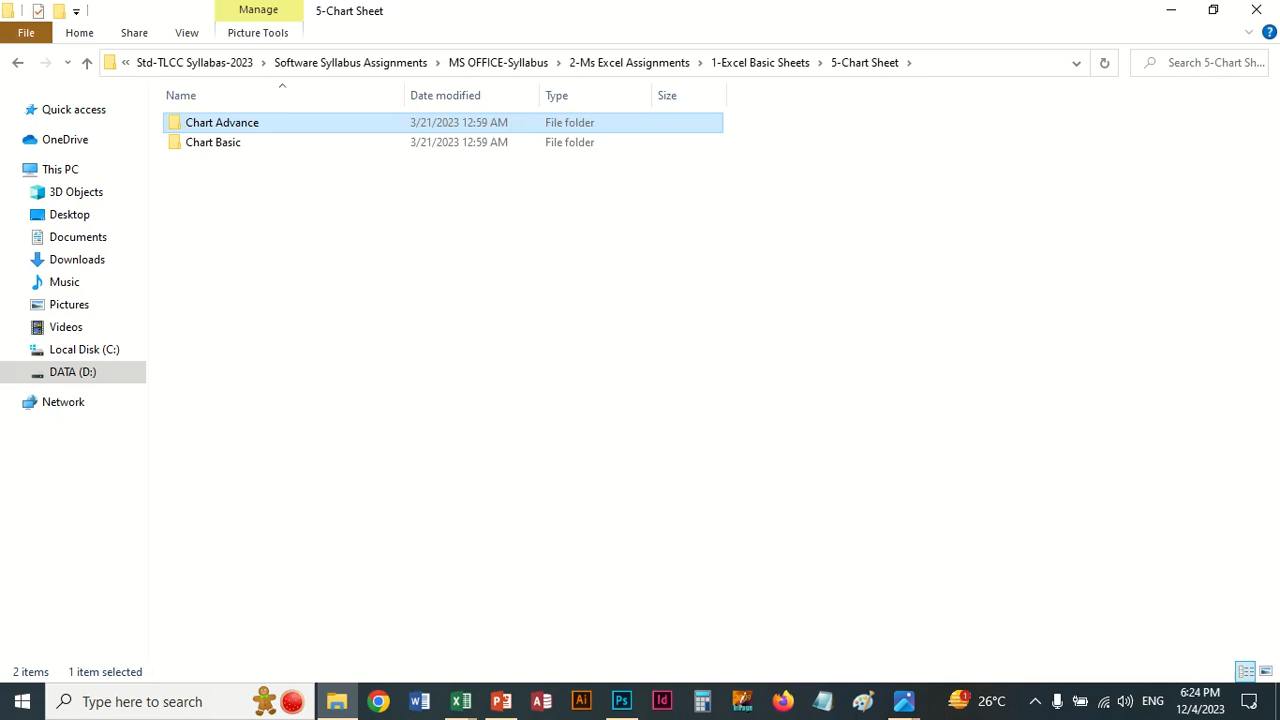 Manage
5-Chart Sheet
File
Home
Share
View
Picture Tools
Std-TLCC Syllabas-2023
Software Syllabus Assignments
MS OFFICE-Syllabus
2-Ms Excel Assignments
1-Excel Basic Sheets
5-Chart Sheet
Search 5-Chart Sh...
Name
Date modified
Type
Size
Chart Advance
3/21/2023 12:59 AM
File folder
Chart Basic
3/21/2023 12:59 AM
File folder
Quick access
OneDrive
This PC
3D Objects
Desktop
Documents
Downloads
Music
Pictures
Videos
Local Disk (C:)
DATA (D:)
Network
2 items
1 item selected
Type here to search
26°C
ENG
6:24 PM
12/4/2023